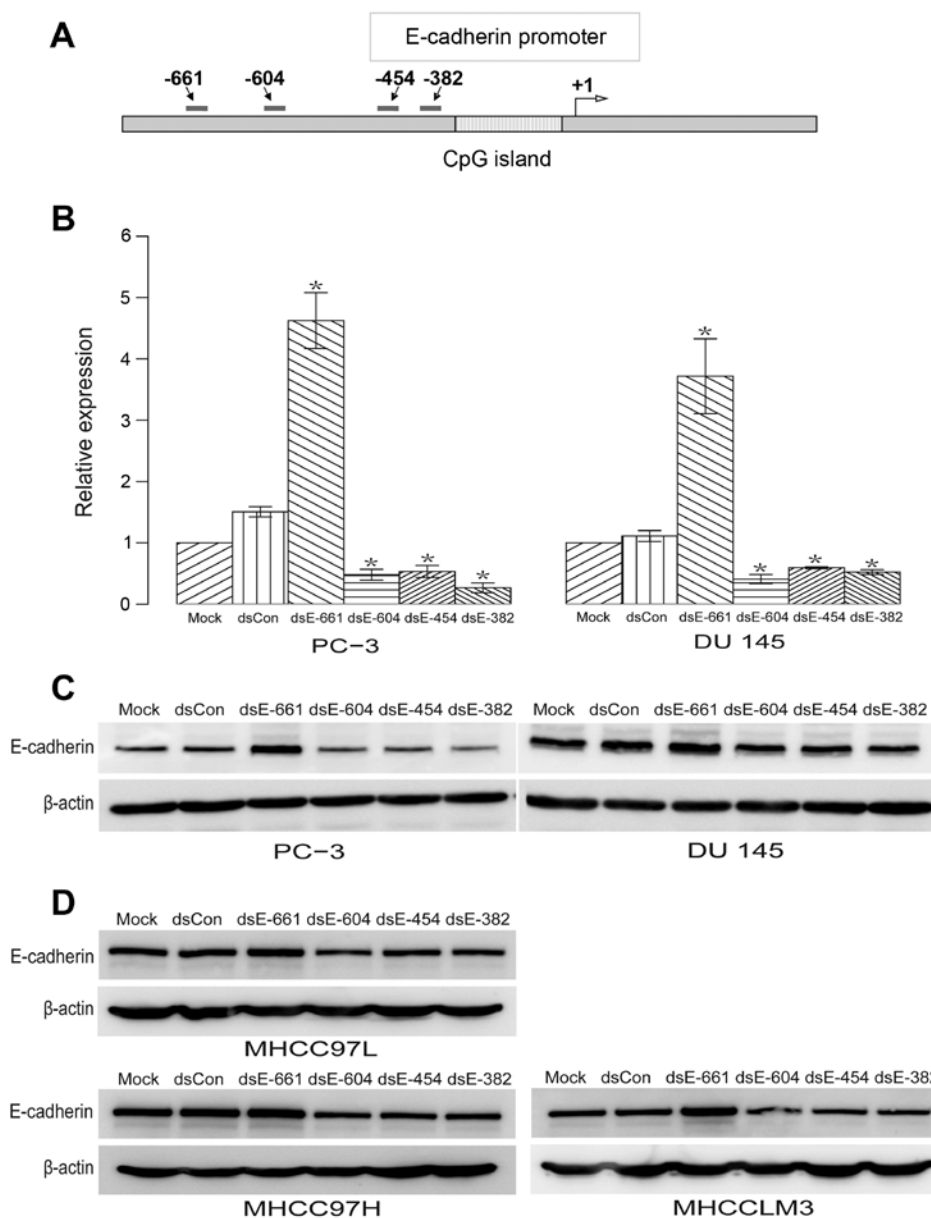 A
E-cadherin promoter
-661 -604 -454 -382 +1
CpG island
B
Relative expression
6
5
4
3
2
1
0
* * * * * * * *
Mock dsCon dsE-661 dsE-604 dsE-454 dsE-382 Mock dsCon dsE-661 dsE-604 dsE-454 dsE-382
PC-3 DU 145
C
Mock dsCon dsE-661 dsE-604 dsE-454 dsE-382 Mock dsCon dsE-661 dsE-604 dsE-454 dsE-382
E-cadherin
β-actin
PC-3 DU 145
D
Mock dsCon dsE-661 dsE-604 dsE-454 dsE-382
E-cadherin
β-actin
MHCC97L
Mock dsCon dsE-661 dsE-604 dsE-454 dsE-382 Mock dsCon dsE-661 dsE-604 dsE-454 dsE-382
E-cadherin
β-actin
MHCC97H MHCCLM3